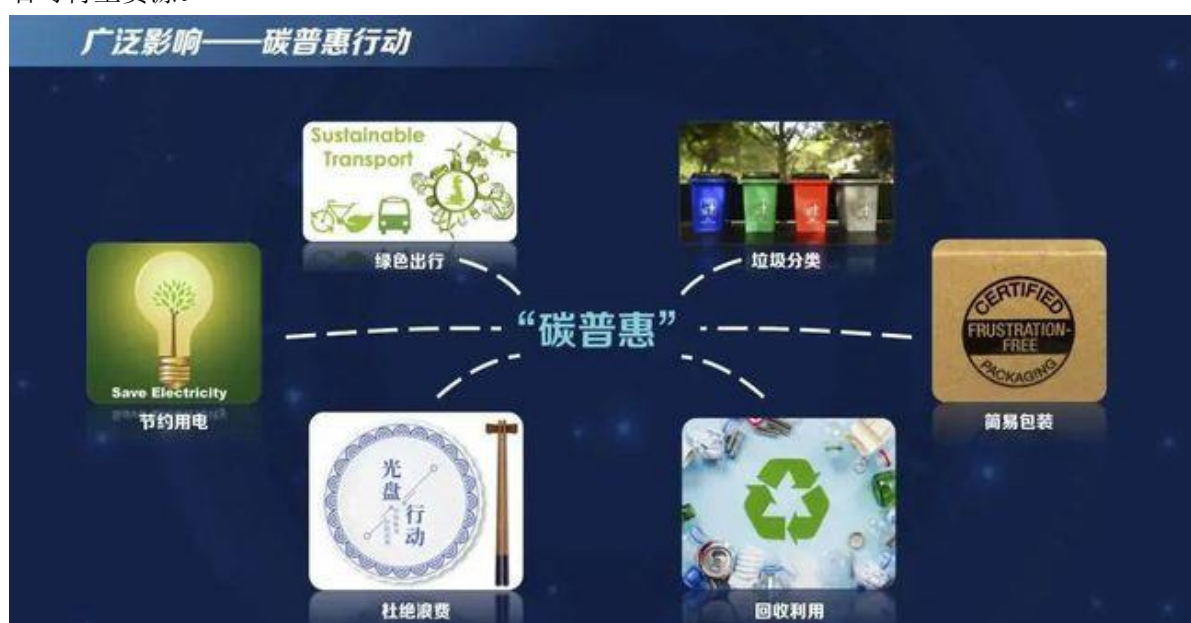 广泛影响——碳普惠行动
Sustainable
Transport
绿色出行
垃圾分类
Save Electricity
节约用电
“碳普惠”
CERTIFIED
FRUSTRATION-
FREE
PACKAGING
简易包装
光盘
行动
杜绝浪费
回收利用